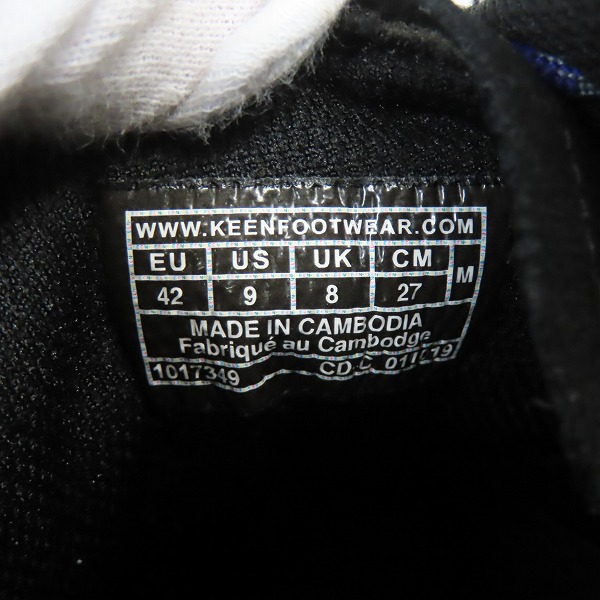 WWW.KEENFOOTWEAR.COM
EU US UK CM M
42 9 8 27
MADE IN CAMBODIA
Fabriqué au Cambodge
1017349